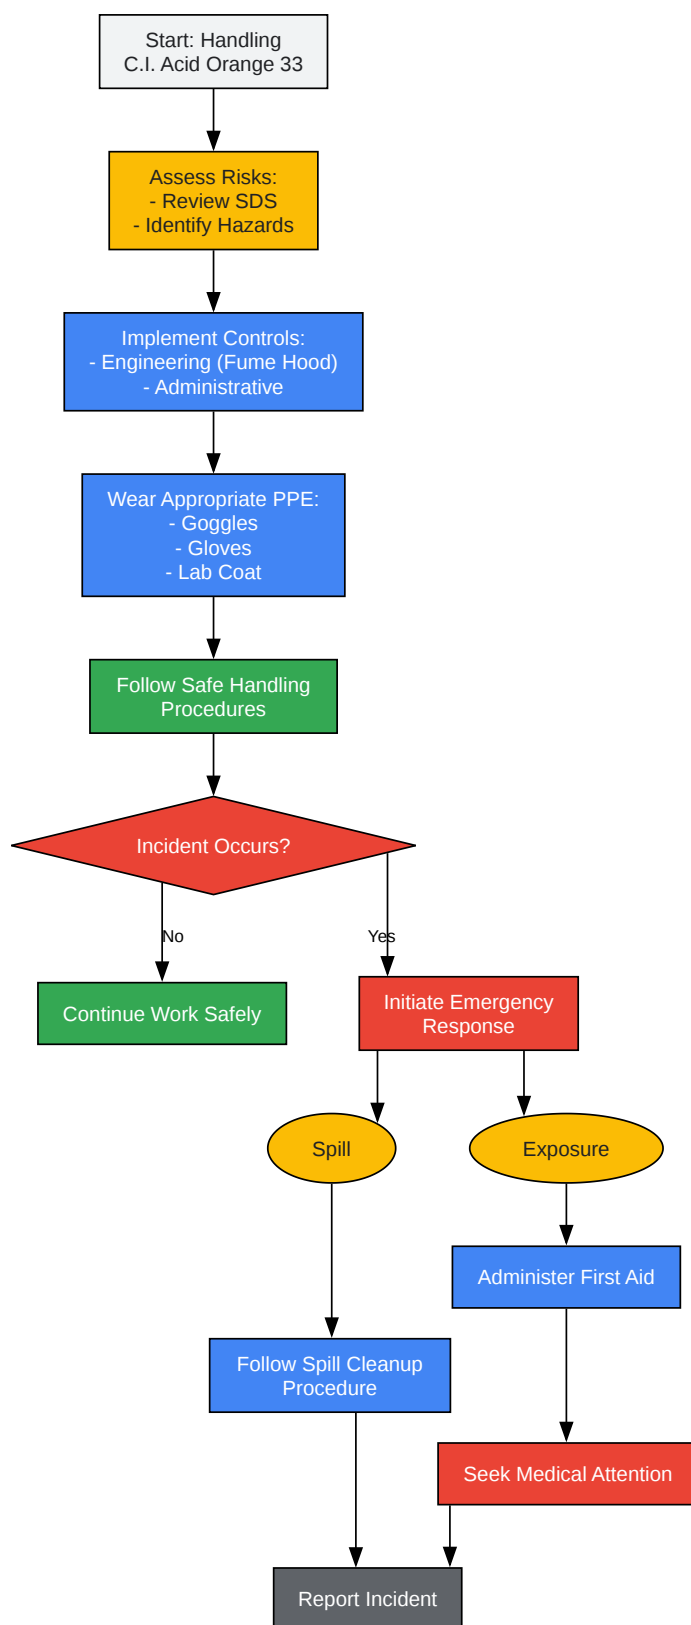 Start: Handling
C.I. Acid Orange 33
Assess Risks:
- Review SDS
- Identify Hazards
Implement Controls:
- Engineering (Fume Hood)
- Administrative
Wear Appropriate PPE:
- Goggles
- Gloves
- Lab Coat
Follow Safe Handling
Procedures
Incident Occurs?
No
Yes
Continue Work Safely
Initiate Emergency
Response
Spill
Exposure
Administer First Aid
Follow Spill Cleanup
Procedure
Seek Medical Attention
Report Incident